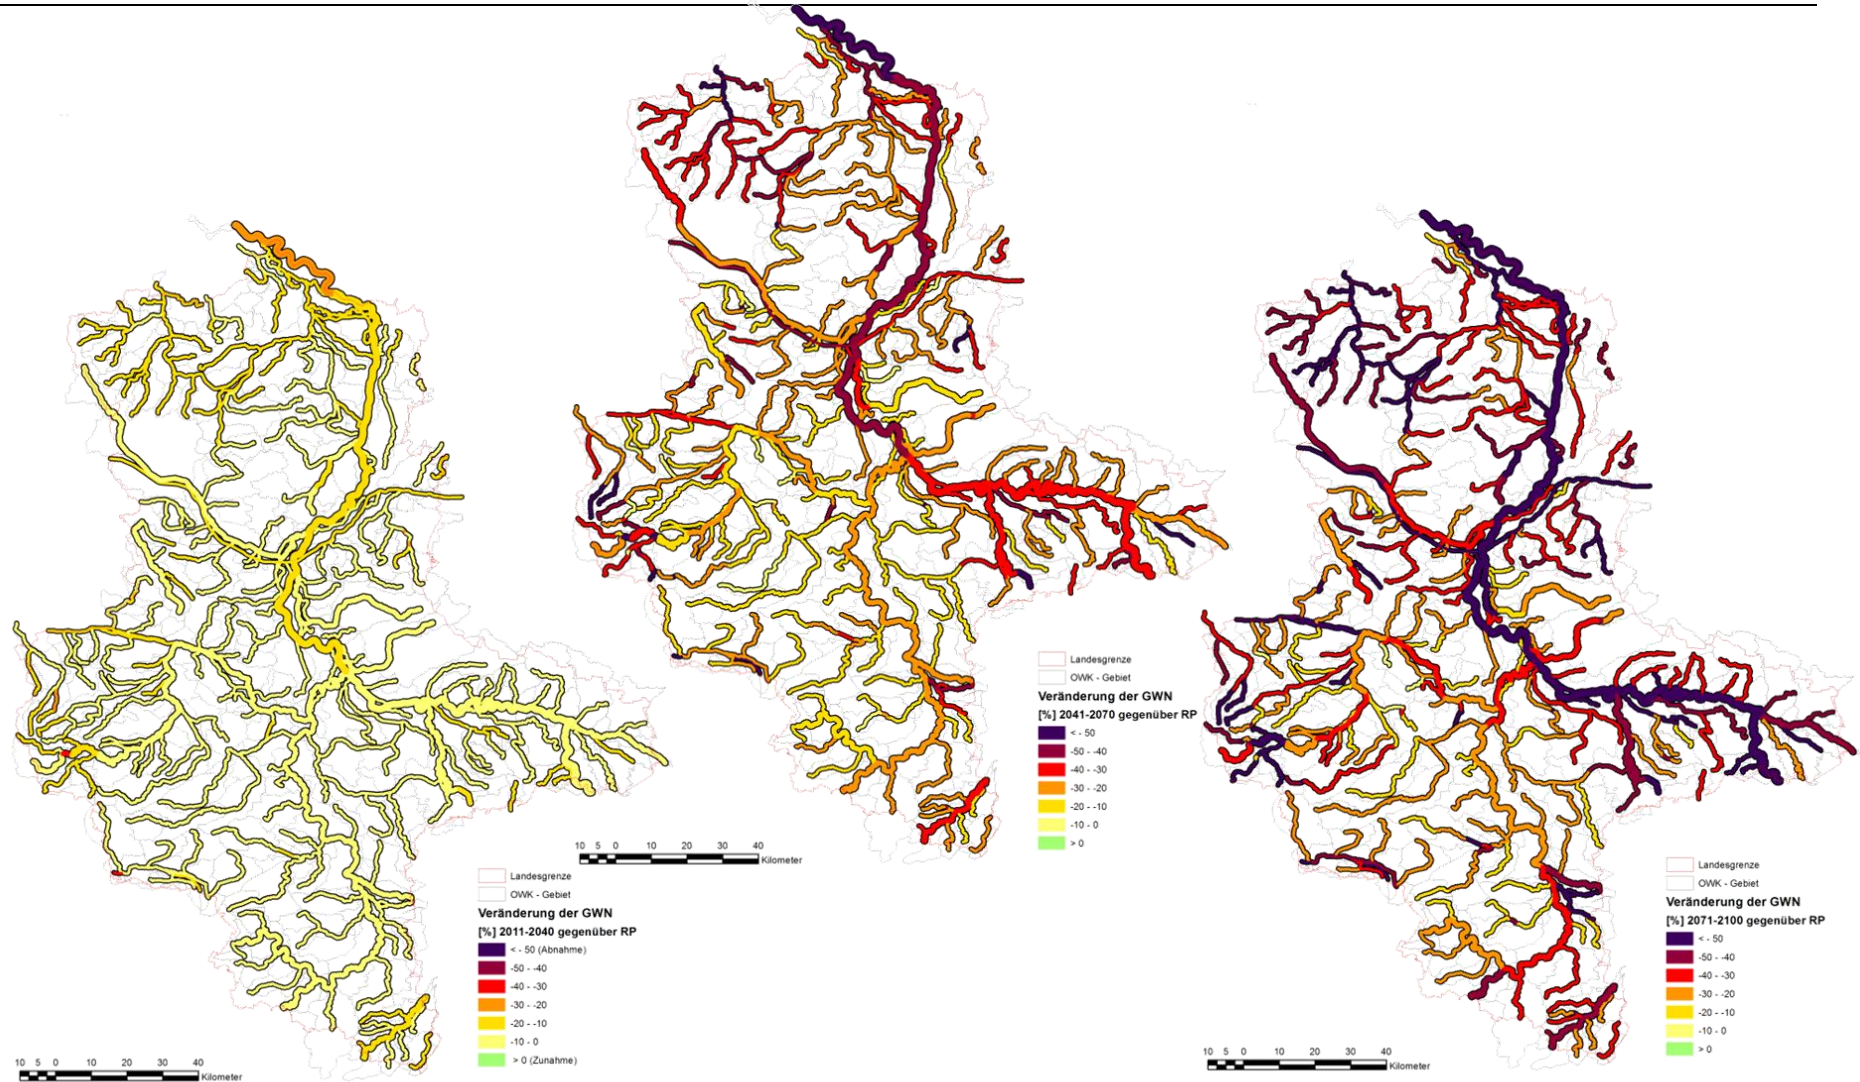 Landesgrenze
OWK - Gebiet
Veränderung der GWN
[%] 2011-2040 gegenüber RP
< - 50 (Abnahme)
-50 - -40
-40 - -30
-30 - -20
-20 - -10
-10 - 0
> 0 (Zunahme)
10 5 0 10 20 30 40
Kilometer
Landesgrenze
OWK - Gebiet
Veränderung der GWN
[%] 2041-2070 gegenüber RP
< - 50
-50 - -40
-40 - -30
-30 - -20
-20 - -10
-10 - 0
> 0
10 5 0 10 20 30 40
Kilometer
Landesgrenze
OWK - Gebiet
Veränderung der GWN
[%] 2071-2100 gegenüber RP
< - 50
-50 - -40
-40 - -30
-30 - -20
-20 - -10
-10 - 0
> 0
10 5 0 10 20 30 40
Kilometer